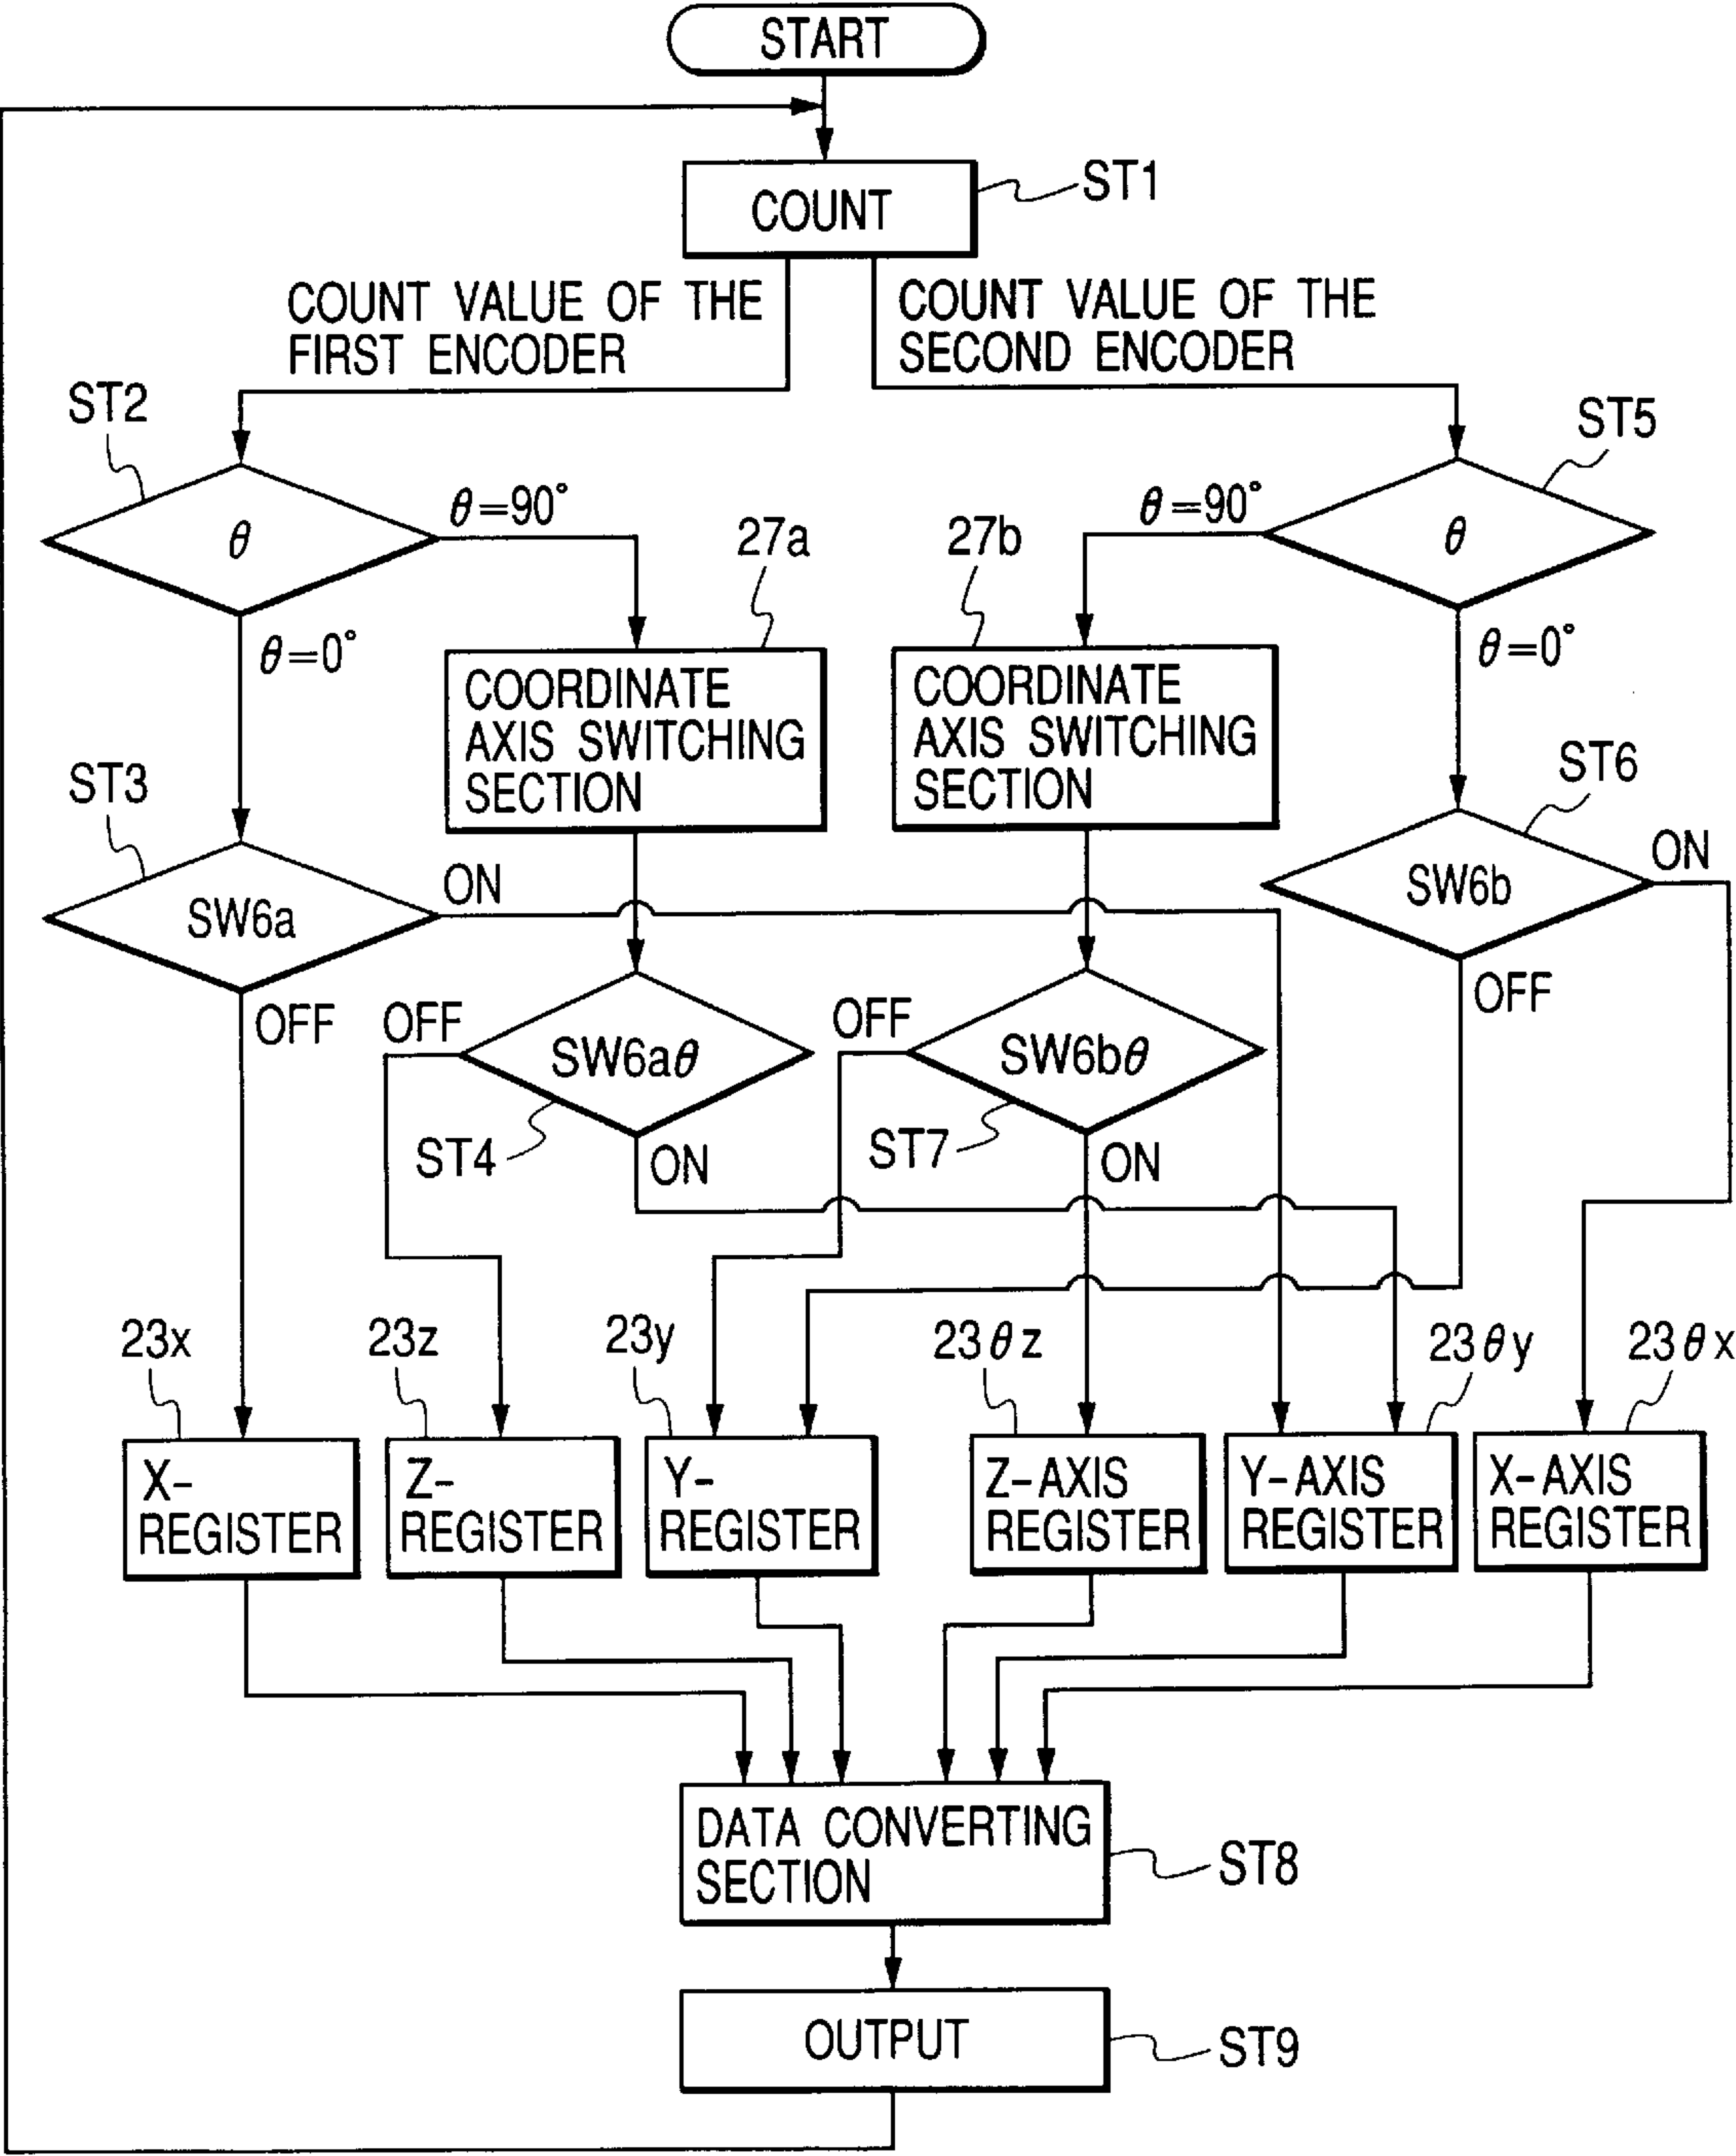 START
COUNT
ST1
COUNT VALUE OF THE
FIRST ENCODER
COUNT VALUE OF THE
SECOND ENCODER
ST2
θ
θ=90°
θ=0°
27a
COORDINATE
AXIS SWITCHING
SECTION
27b
COORDINATE
AXIS SWITCHING
SECTION
ST5
θ
θ=90°
θ=0°
ST3
SW6a
ON
OFF
ST6
SW6b
ON
OFF
SW6aθ
OFF
ST4
ON
SW6bθ
OFF
ST7
ON
23x
X-
REGISTER
23z
Z-
REGISTER
23y
Y-
REGISTER
23θz
Z-AXIS
REGISTER
23θy
Y-AXIS
REGISTER
23θx
X-AXIS
REGISTER
DATA CONVERTING
SECTION
ST8
OUTPUT
ST9